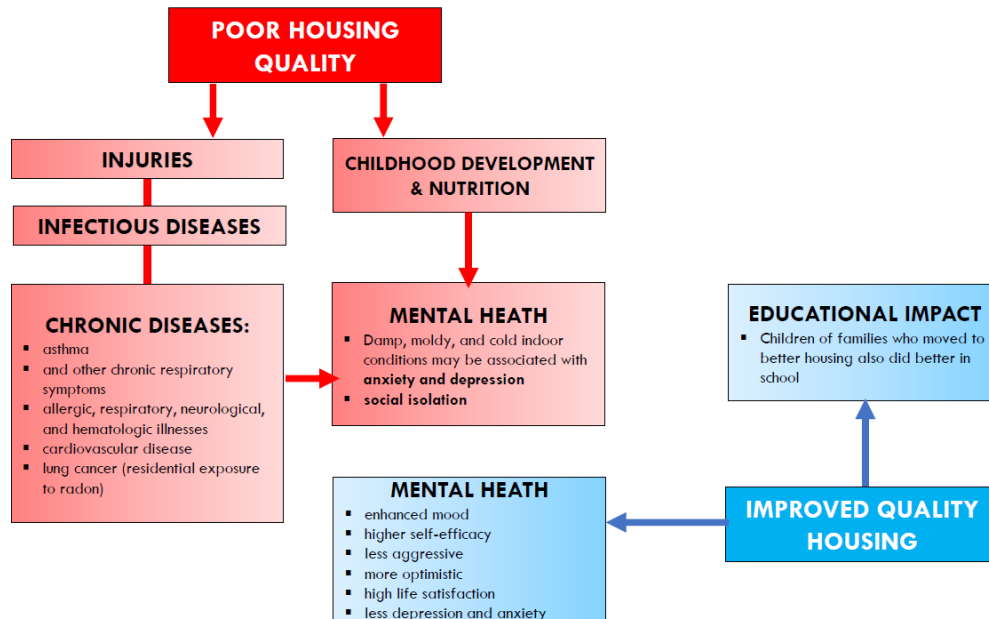 POOR HOUSING
QUALITY
INJURIES
INFECTIOUS DISEASES
CHRONIC DISEASES:
▪ asthma
▪ and other chronic respiratory
symptoms
▪ allergic, respiratory, neurological,
and hematologic illnesses
▪ cardiovascular disease
▪ lung cancer (residential exposure
to radon)
CHILDHOOD DEVELOPMENT
& NUTRITION
MENTAL HEATH
▪ Damp, moldy, and cold indoor
conditions may be associated with
anxiety and depression
▪ social isolation
MENTAL HEATH
▪ enhanced mood
▪ higher self-efficacy
▪ less aggressive
▪ more optimistic
▪ high life satisfaction
▪ less depression and anxiety
EDUCATIONAL IMPACT
▪ Children of families who moved to
better housing also did better in
school
IMPROVED QUALITY
HOUSING